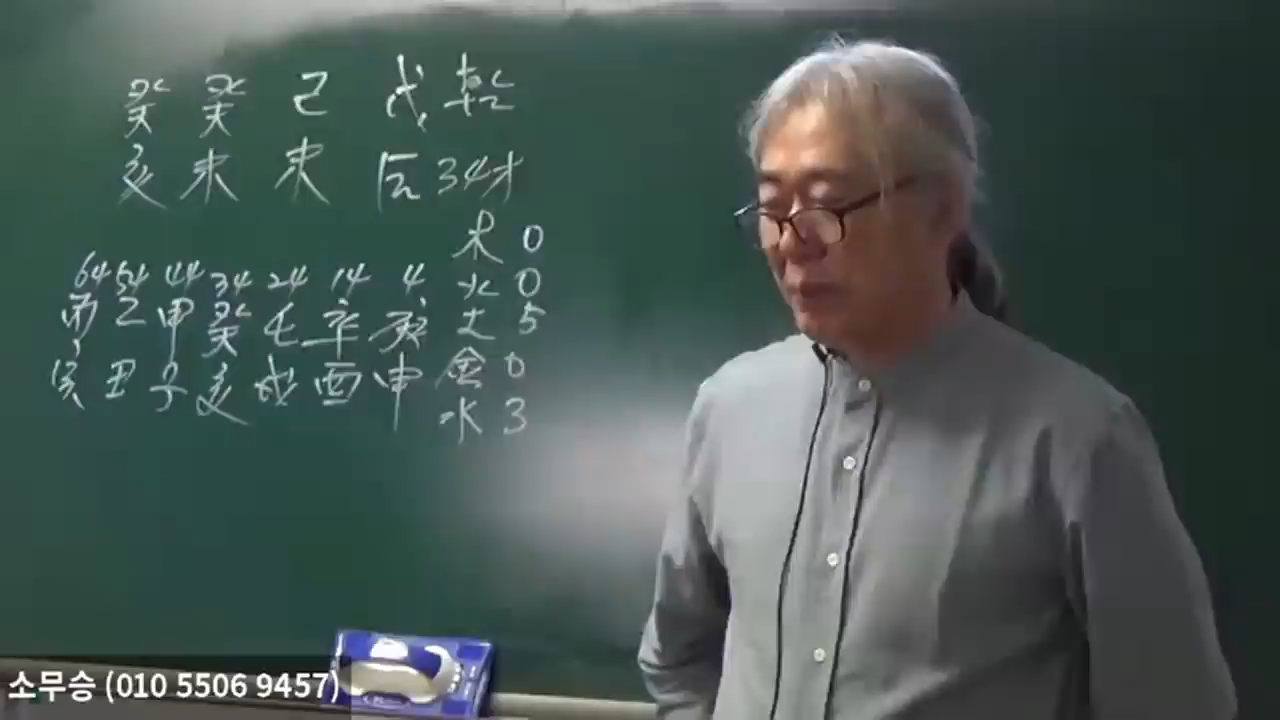 癸 癸 己 戊 乾
亥 未 未 辰 34才
木 0
64 54 44 34 24 14 4 火 0
丙 乙 甲 癸 壬 辛 庚 土 5
寅 丑 子 亥 戌 酉 申 金 0
水 3
소무승 (010 5506 9457)